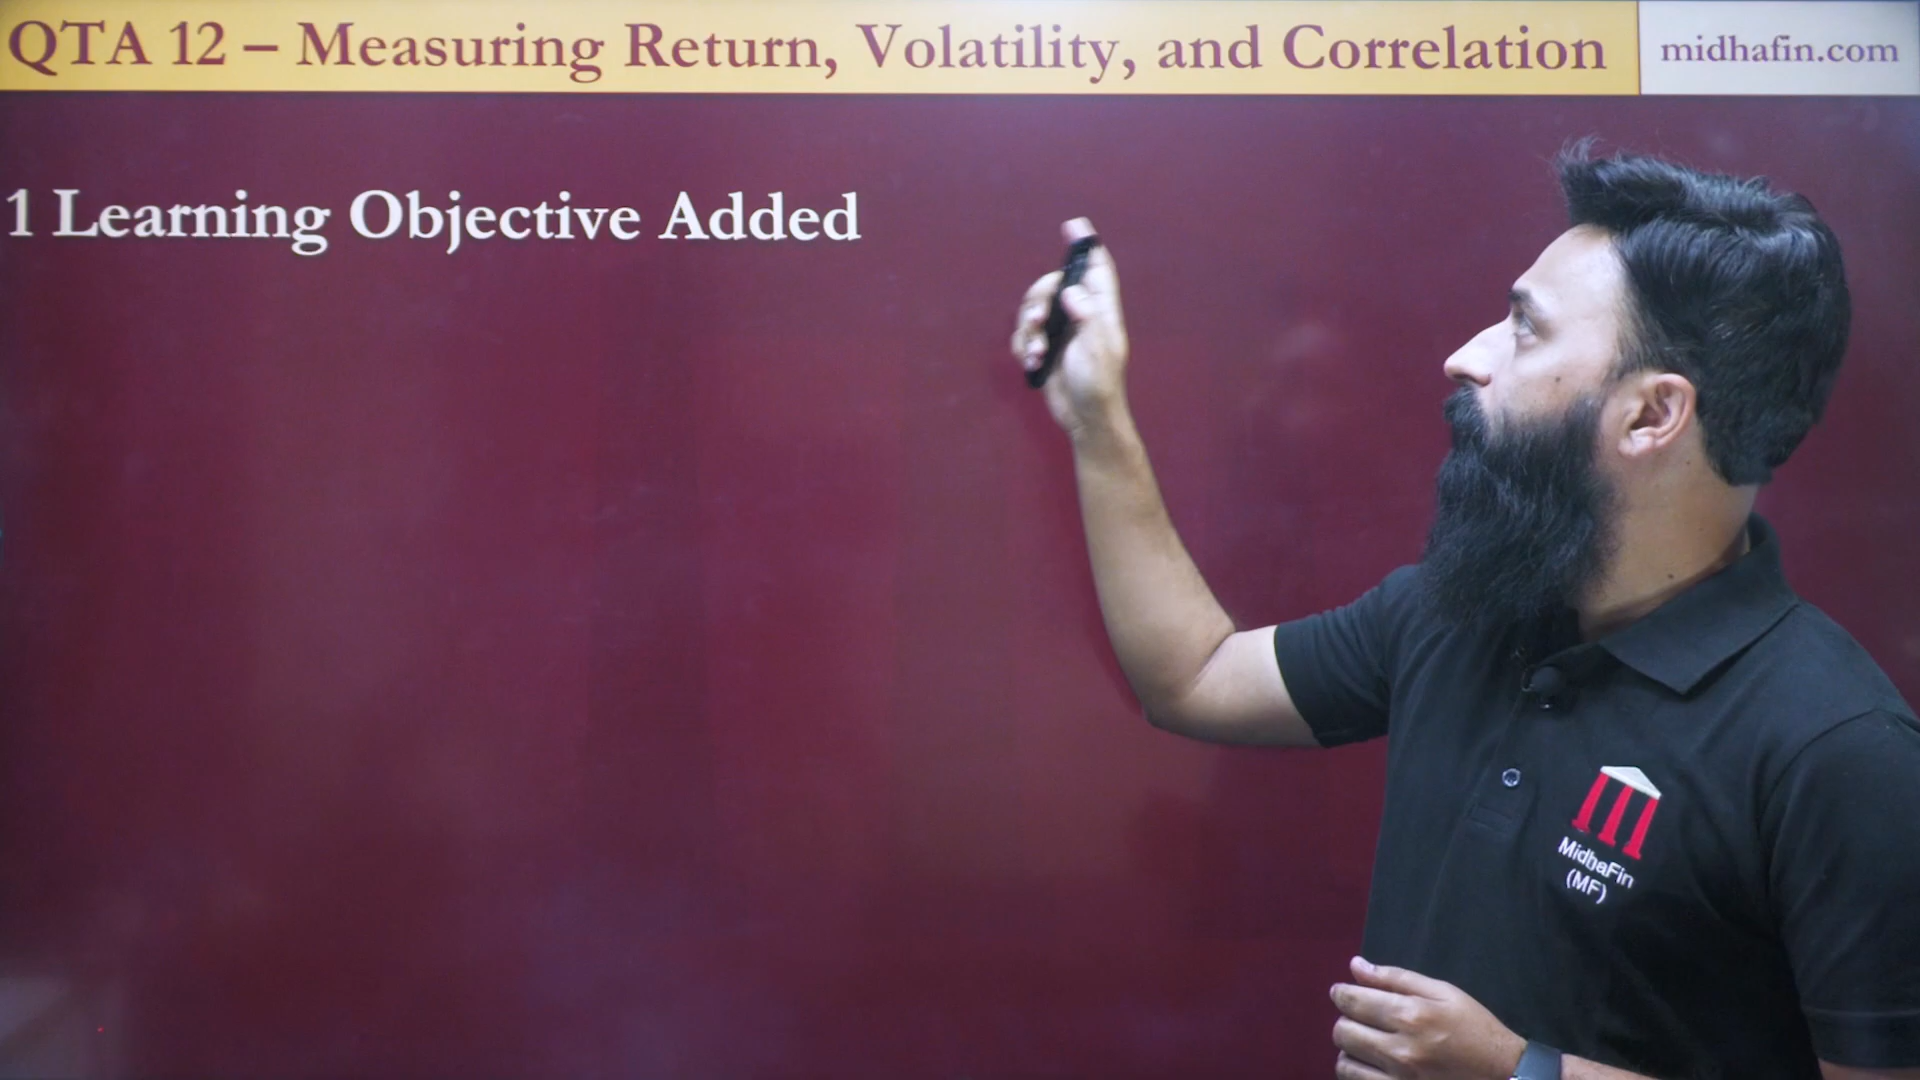 QTA 12 – Measuring Return, Volatility, and Correlation
midhafin.com
1 Learning Objective Added
MidhaFin
(MF)